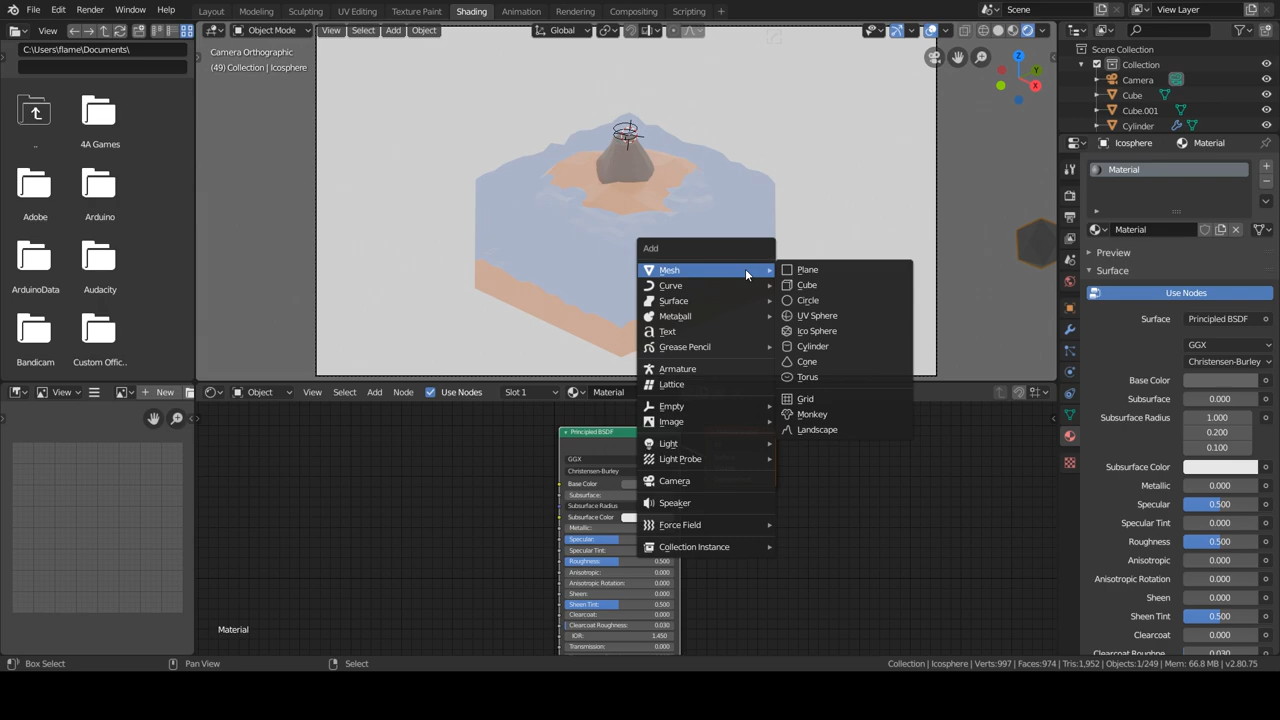 File Edit Render Window Help Layout Modeling Sculpting UV Editing Texture Paint Shading Animation Rendering Compositing Scripting + Scene View Layer
View Object Mode View Select Add Object Global
C:\Users\flame\Documents\
.. 4A Games
Adobe Arduino
ArduinoData Audacity
Bandicam Custom Offic..
Camera Orthographic
(49) Collection | Icosphere
Z
Y
X
Add
Mesh
Curve
Surface
Metaball
Text
Grease Pencil
Armature
Lattice
Empty
Image
Light
Light Probe
Camera
Speaker
Force Field
Collection Instance
Plane
Cube
Circle
UV Sphere
Ico Sphere
Cylinder
Cone
Torus
Grid
Monkey
Landscape
View New
Object View Select Add Node Use Nodes Slot 1 Material
Principled BSDF
GGX
Christensen-Burley
Base Color
Subsurface:
Subsurface Radius
Subsurface Color
Metallic:
Specular:
Specular Tint:
Roughness: 0.500
Anisotropic: 0.000
Anisotropic Rotation: 0.000
Sheen: 0.000
Sheen Tint: 0.500
Clearcoat: 0.000
Clearcoat Roughness: 0.030
IOR: 1.450
Transmission: 0.000
Material
Scene Collection
Collection
Camera
Cube
Cube.001
Cylinder
Icosphere Material
Material
Material
Preview
Surface
Use Nodes
Surface: Principled BSDF
GGX
Christensen-Burley
Base Color
Subsurface 0.000
Subsurface Radius 1.000
0.200
0.100
Subsurface Color
Metallic 0.000
Specular 0.500
Specular Tint 0.000
Roughness 0.500
Anisotropic 0.000
Anisotropic Rotation 0.000
Sheen 0.000
Sheen Tint 0.500
Clearcoat 0.000
Clearcoat Roughne.. 0.030
Box Select Pan View Select Collection | Icosphere | Verts:997 | Faces:974 | Tris:1,952 | Objects:1/249 | Mem: 66.8 MB | v2.80.75